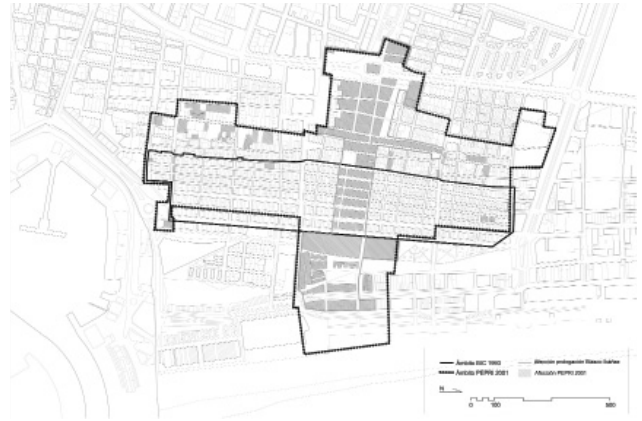 Ámbito BIC 1993
Ámbito PEPRI 2001
Afección prolongación Blasco Ibáñez
Afección PEPRI 2001
N
0 100 500